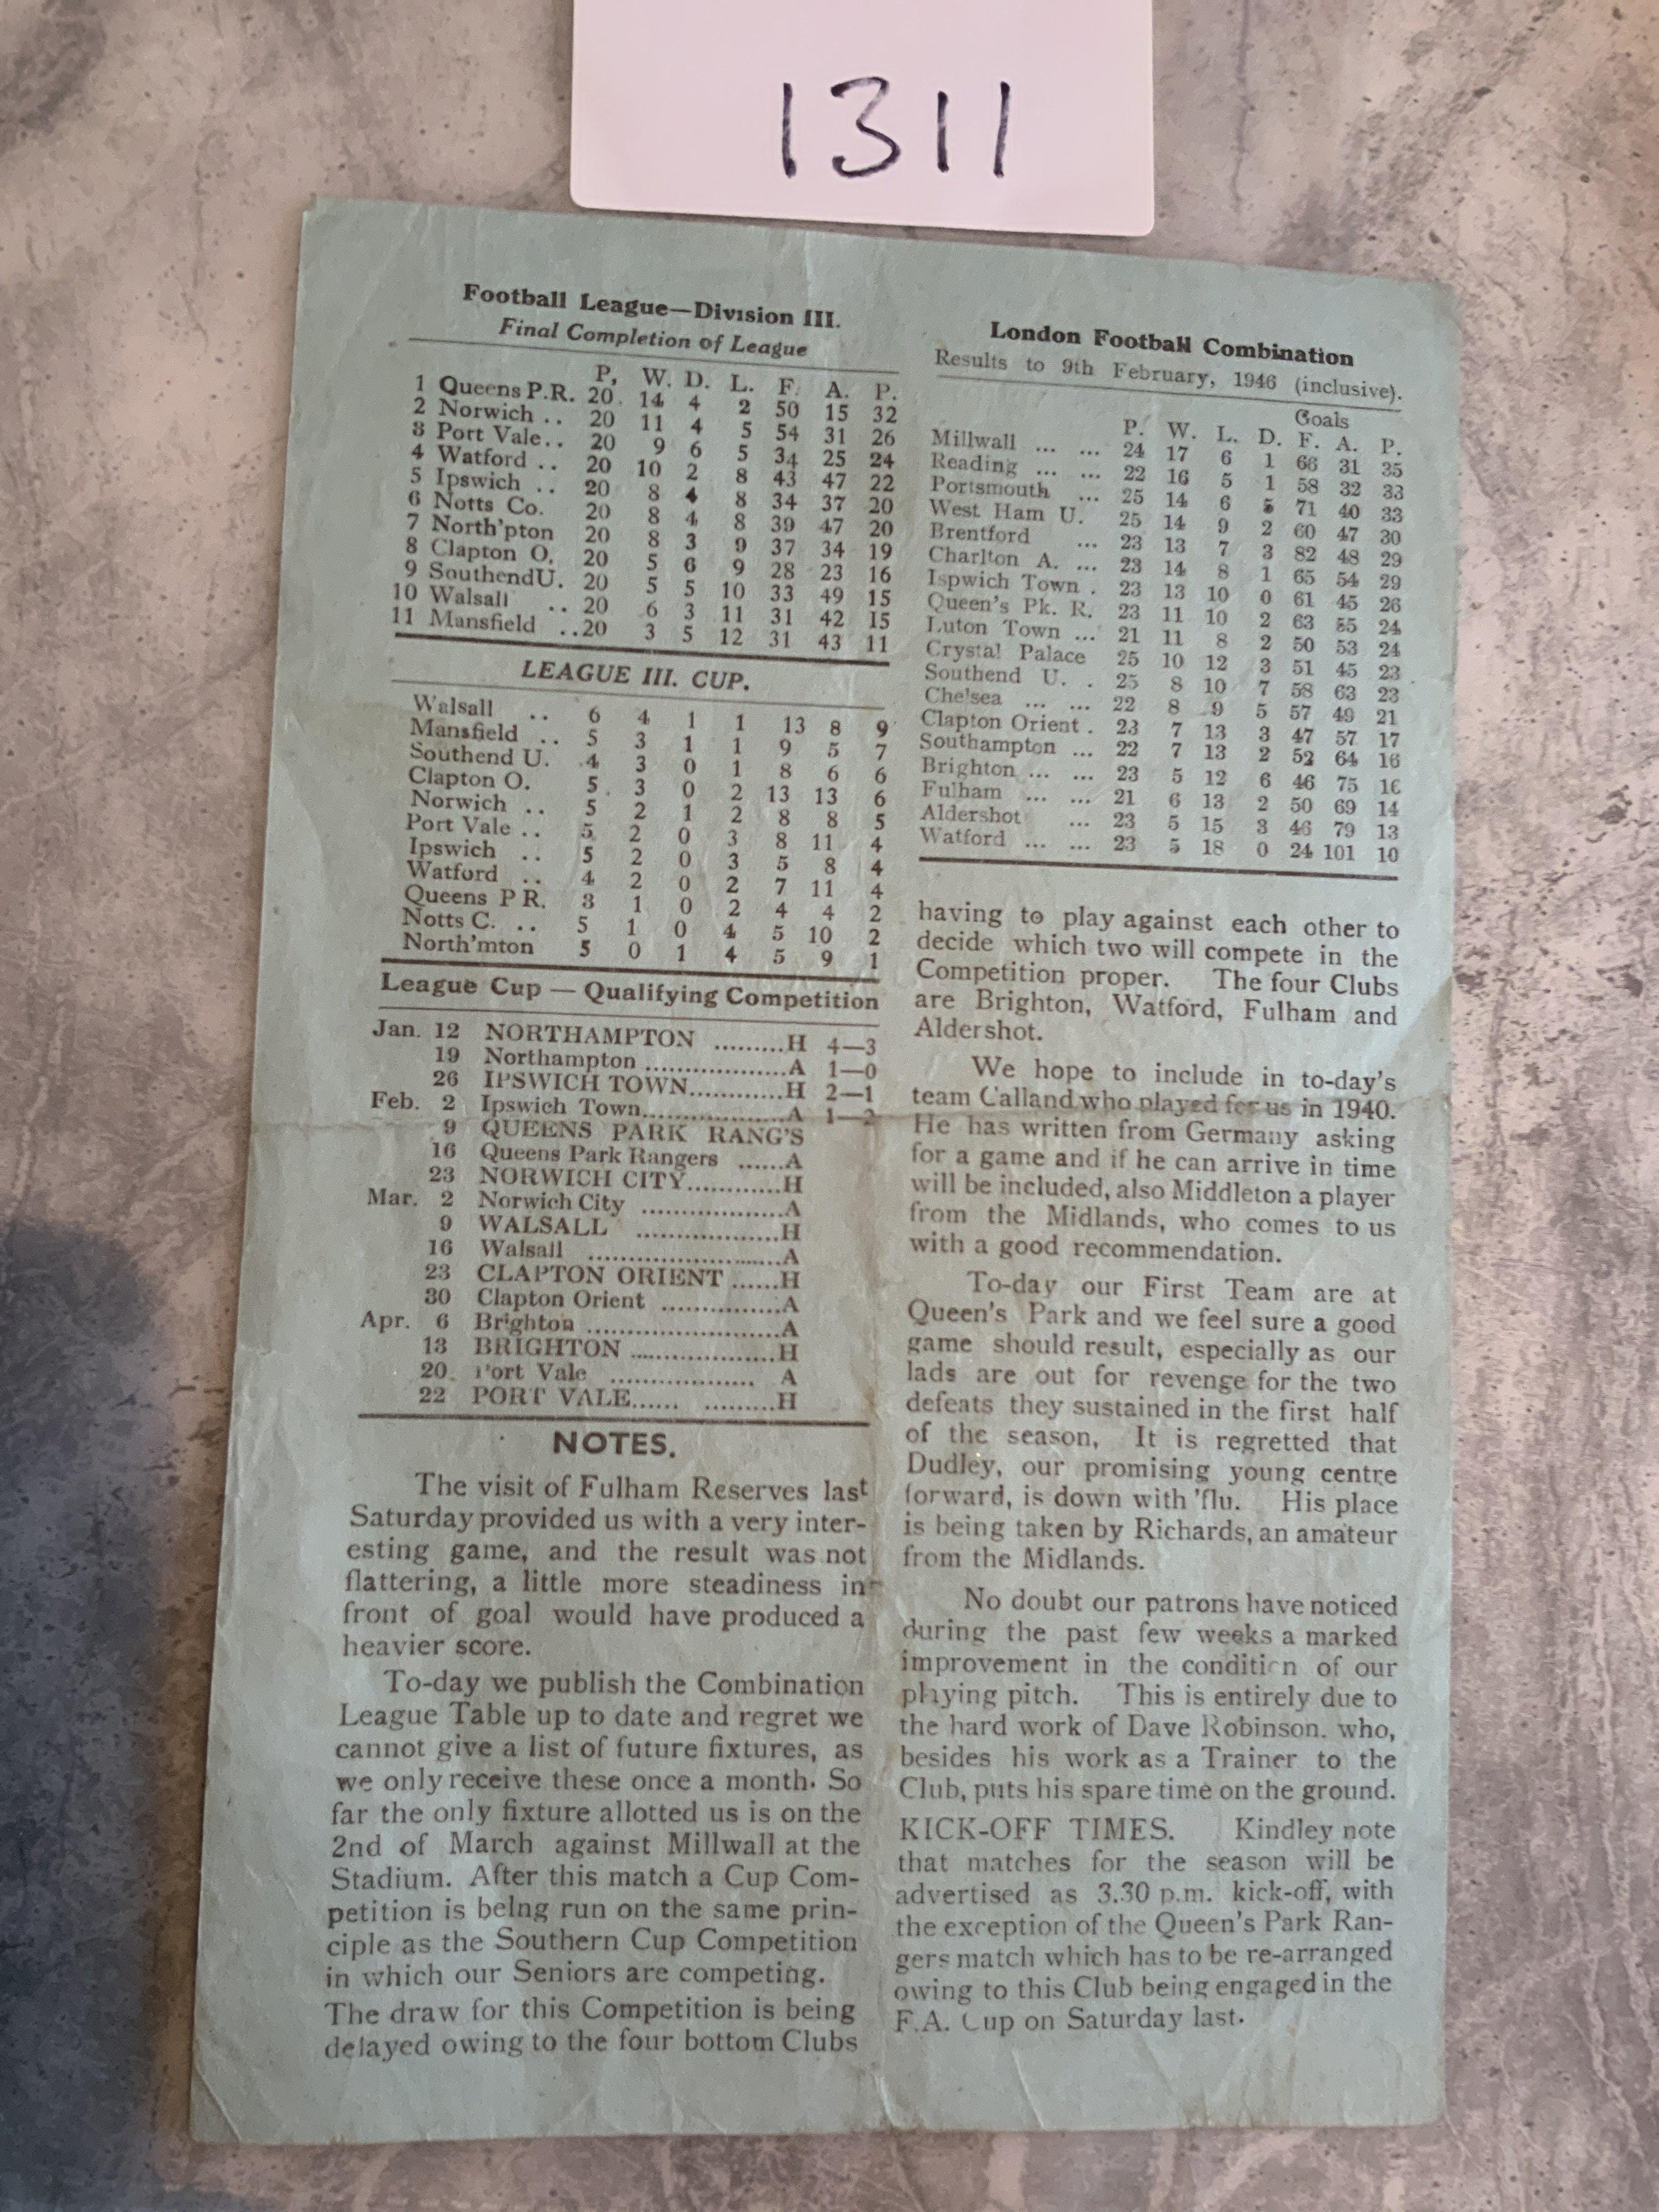 1311
Football League—Division III.
Final Completion of League
P, W. D. L. F. A. P.
1 Queens P.R. 20. 14 4 2 50 15 32
2 Norwich .. 20 11 4 5 54 31 26
3 Port Vale.. 20 9 6 5 34 25 24
4 Watford .. 20 10 2 8 43 47 22
5 Ipswich .. 20 8 4 8 34 37 20
6 Notts Co. 20 8 4 8 39 47 20
7 North'pton 20 8 3 9 37 34 19
8 Clapton O. 20 5 6 9 28 23 16
9 SouthendU. 20 5 5 10 33 49 15
10 Walsall .. 20 6 3 11 31 42 15
11 Mansfield ..20 3 5 12 31 43 11
LEAGUE III. CUP.
Walsall .. 6 4 1 1 13 8 9
Mansfield .. 5 3 1 1 9 5 7
Southend U. 4 3 0 1 8 6 6
Clapton O. 5 3 0 2 13 13 6
Norwich .. 5 2 1 2 8 8 5
Port Vale .. 5 2 0 3 8 11 4
Ipswich .. 5 2 0 3 5 8 4
Watford .. 4 2 0 2 7 11 4
Queens P R. 3 1 0 2 4 4 2
Notts C. .. 5 1 0 4 5 10 2
North'mton 5 0 1 4 5 9 1
League Cup — Qualifying Competition
Jan. 12 NORTHAMPTON .........H 4—3
19 Northampton ..................A 1—0
26 IPSWICH TOWN............H 2—1
Feb. 2 Ipswich Town..................A 1—2
9 QUEENS PARK RANG'S
16 Queens Park Rangers ......A
23 NORWICH CITY............H
Mar. 2 Norwich City ..................A
9 WALSALL ..................H
16 Walsall ........................A
23 CLAPTON ORIENT ......H
30 Clapton Orient ...............A
Apr. 6 Brighton ........................A
13 BRIGHTON ..................H
20. Port Vale .................. A
22 PORT VALE...... .........H
NOTES.
The visit of Fulham Reserves last
Saturday provided us with a very inter-
esting game, and the result was not
flattering, a little more steadiness in
front of goal would have produced a
heavier score.
To-day we publish the Combination
League Table up to date and regret we
cannot give a list of future fixtures, as
we only receive these once a month. So
far the only fixture allotted us is on the
2nd of March against Millwall at the
Stadium. After this match a Cup Com-
petition is belng run on the same prin-
ciple as the Southern Cup Competition
in which our Seniors are competing.
The draw for this Competition is being
delayed owing to the four bottom Clubs
London Football Combination
Results to 9th February, 1946 (inclusive).
Goals
P. W. L. D. F. A. P.
Millwall ... ... 24 17 6 1 66 31 35
Reading ... ... 22 16 5 1 58 32 33
Portsmouth ... 25 14 6 5 71 40 33
West Ham U. 25 14 9 2 60 47 30
Brentford ... 23 13 7 3 82 48 29
Charlton A. ... 23 14 8 1 65 54 29
Ispwich Town . 23 13 10 0 61 45 26
Queen's Pk. R. 23 11 10 2 63 55 24
Luton Town ... 21 11 8 2 50 53 24
Crystal Palace 25 10 12 3 51 45 23
Southend U. . 25 8 10 7 58 63 23
Chelsea ... ... 22 8 9 5 57 49 21
Clapton Orient . 23 7 13 3 47 57 17
Southampton ... 22 7 13 2 52 64 16
Brighton ... ... 23 5 12 6 46 75 16
Fulham ... ... 21 6 13 2 50 69 14
Aldershot ... 23 5 15 3 46 79 13
Watford ... ... 23 5 18 0 24 101 10
having to play against each other to
decide which two will compete in the
Competition proper. The four Clubs
are Brighton, Watford, Fulham and
Aldershot.
We hope to include in to-day's
team Calland who played for us in 1940.
He has written from Germany asking
for a game and if he can arrive in time
will be included, also Middleton a player
from the Midlands, who comes to us
with a good recommendation.
To-day our First Team are at
Queen's Park and we feel sure a good
game should result, especially as our
lads are out for revenge for the two
defeats they sustained in the first half
of the season, It is regretted that
Dudley, our promising young centre
forward, is down with 'flu. His place
is being taken by Richards, an amateur
from the Midlands.
No doubt our patrons have noticed
during the past few weeks a marked
improvement in the condition of our
playing pitch. This is entirely due to
the hard work of Dave Robinson. who,
besides his work as a Trainer to the
Club, puts his spare time on the ground.
KICK-OFF TIMES. Kindley note
that matches for the season will be
advertised as 3.30 p.m. kick-off, with
the exception of the Queen's Park Ran-
gers match which has to be re-arranged
owing to this Club being engaged in the
F.A. Cup on Saturday last.